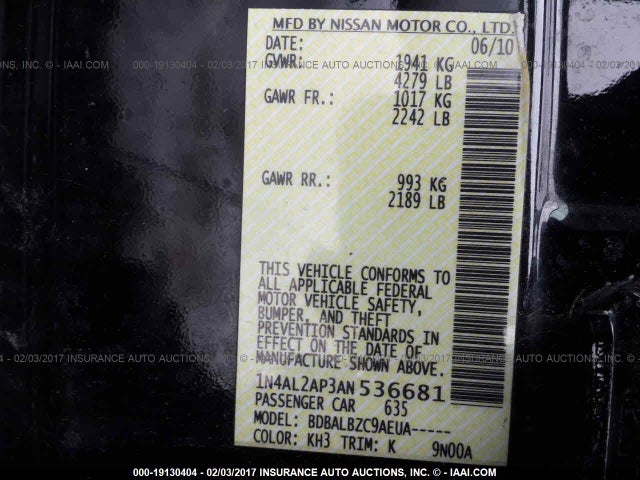 MFD BY NISSAN MOTOR CO., LTD.
DATE: 06/10
GVWR: 1941 KG
4279 LB
GAWR FR.: 1017 KG
2242 LB
GAWR RR.: 993 KG
2189 LB
THIS VEHICLE CONFORMS TO
ALL APPLICABLE FEDERAL
MOTOR VEHICLE SAFETY,
BUMPER, AND THEFT
PREVENTION STANDARDS IN
EFFECT ON THE DATE OF
MANUFACTURE SHOWN ABOVE.
1N4AL2AP3AN536681
PASSENGER CAR 635
MODEL: BDBALBZC9AEUA-----
COLOR: KH3 TRIM: K 9N00A
000-19130404 - 02/03/2017 INSURANCE AUTO AUCTIONS, INC. - © IAAI.COM